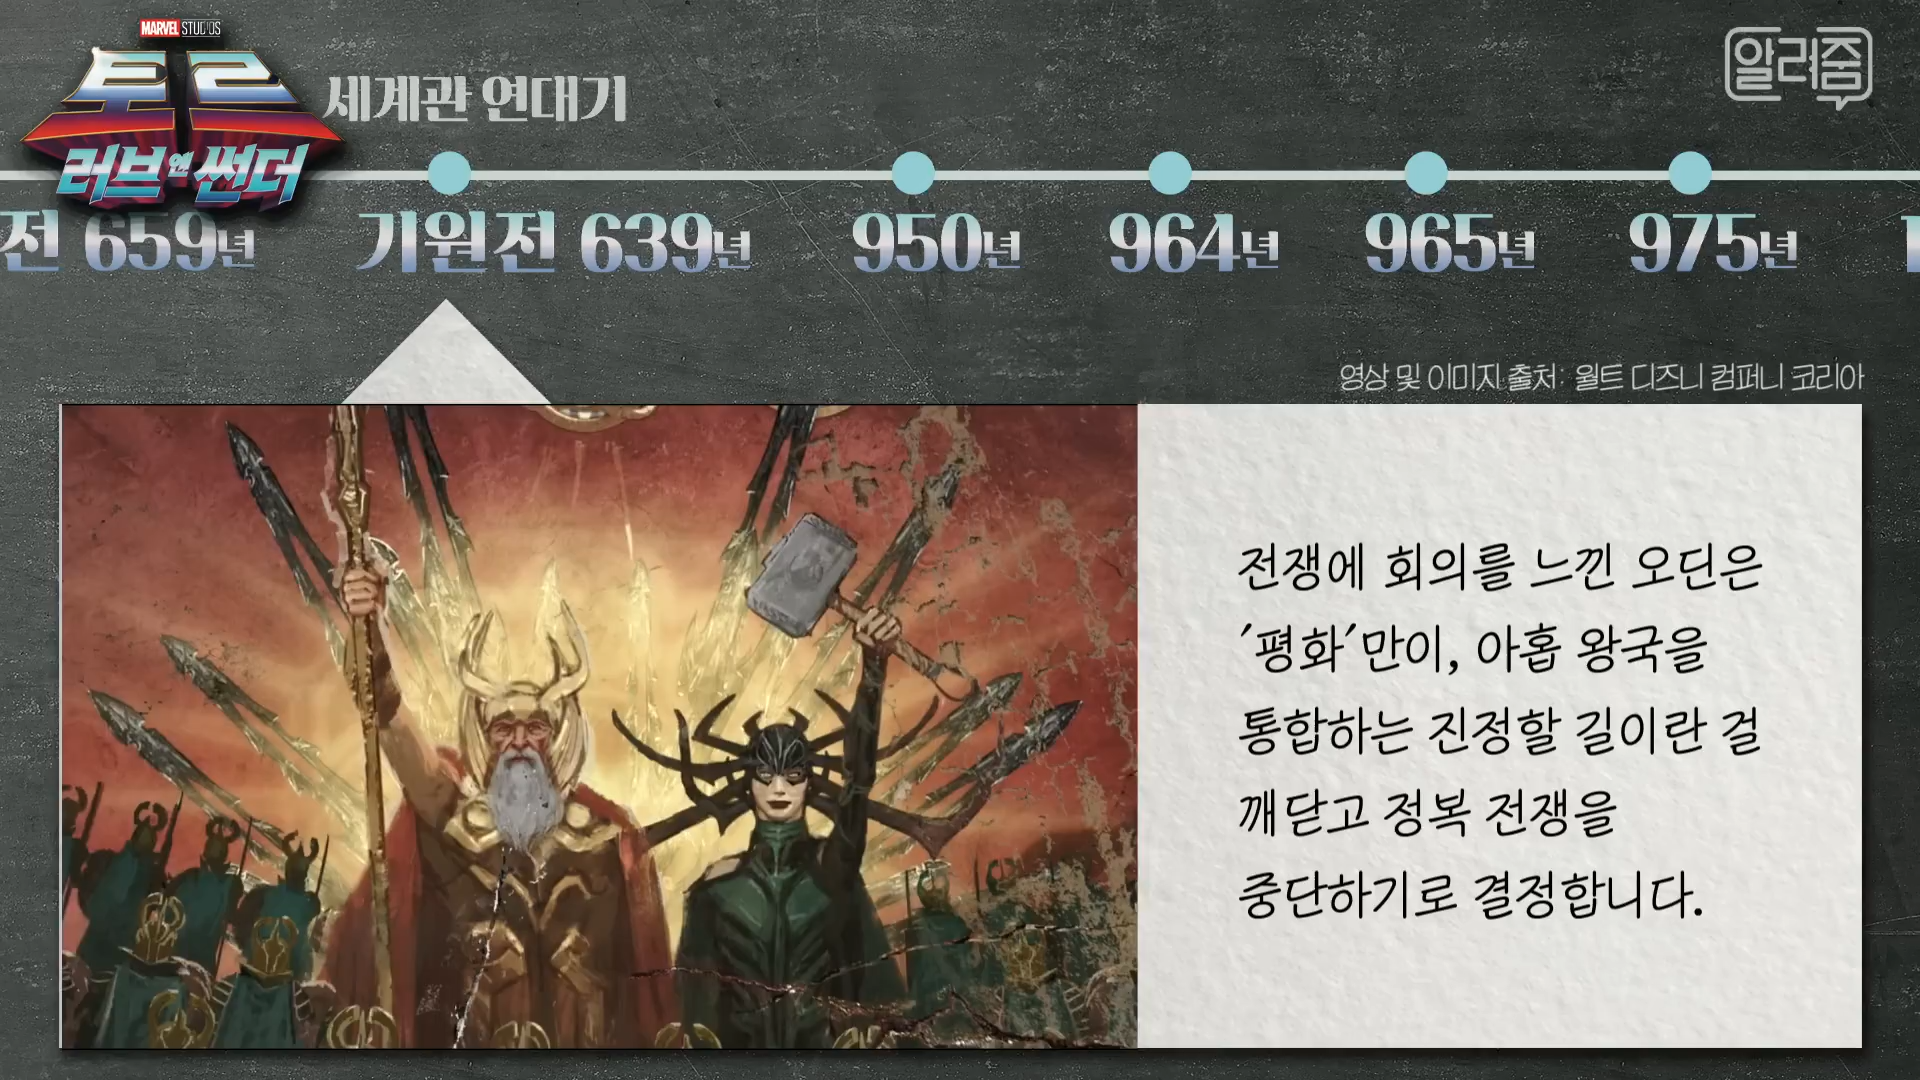 MARVEL STUDIOS
토르
러브 앤 썬더
세계관 연대기
알려줌
전 659년
기원전 639년
950년
964년
965년
975년
영상 및 이미지 출처: 월트 디즈니 컴퍼니 코리아
전쟁에 회의를 느낀 오딘은
'평화'만이, 아홉 왕국을
통합하는 진정할 길이란 걸
깨닫고 정복 전쟁을
중단하기로 결정합니다.